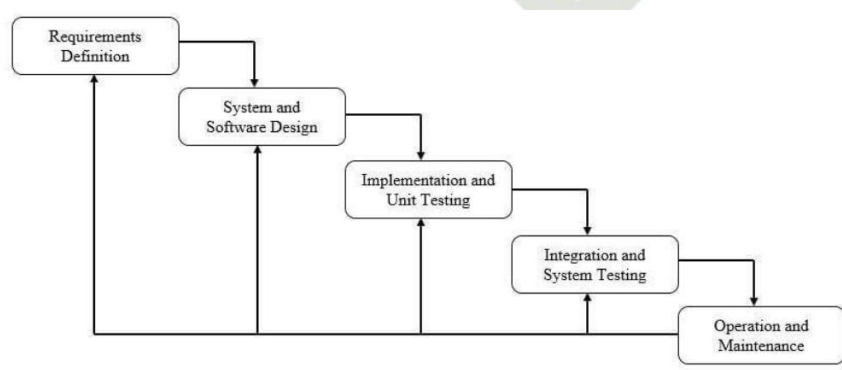 Requirements
Definition
System and
Software Design
Implementation and
Unit Testing
Integration and
System Testing
Operation and
Maintenance